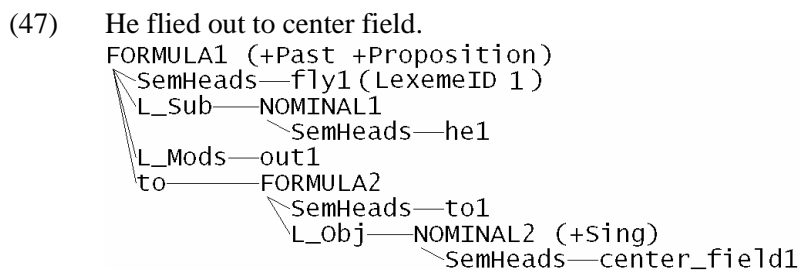 (47) He flied out to center field.
FORMULA1 (+Past +Proposition)
SemHeads—fly1 (LexemeID 1)
L_Sub—NOMINAL1
SemHeads—he1
L_Mods—out1
to—FORMULA2
SemHeads—to1
L_Obj—NOMINAL2 (+Sing)
SemHeads—center_field1